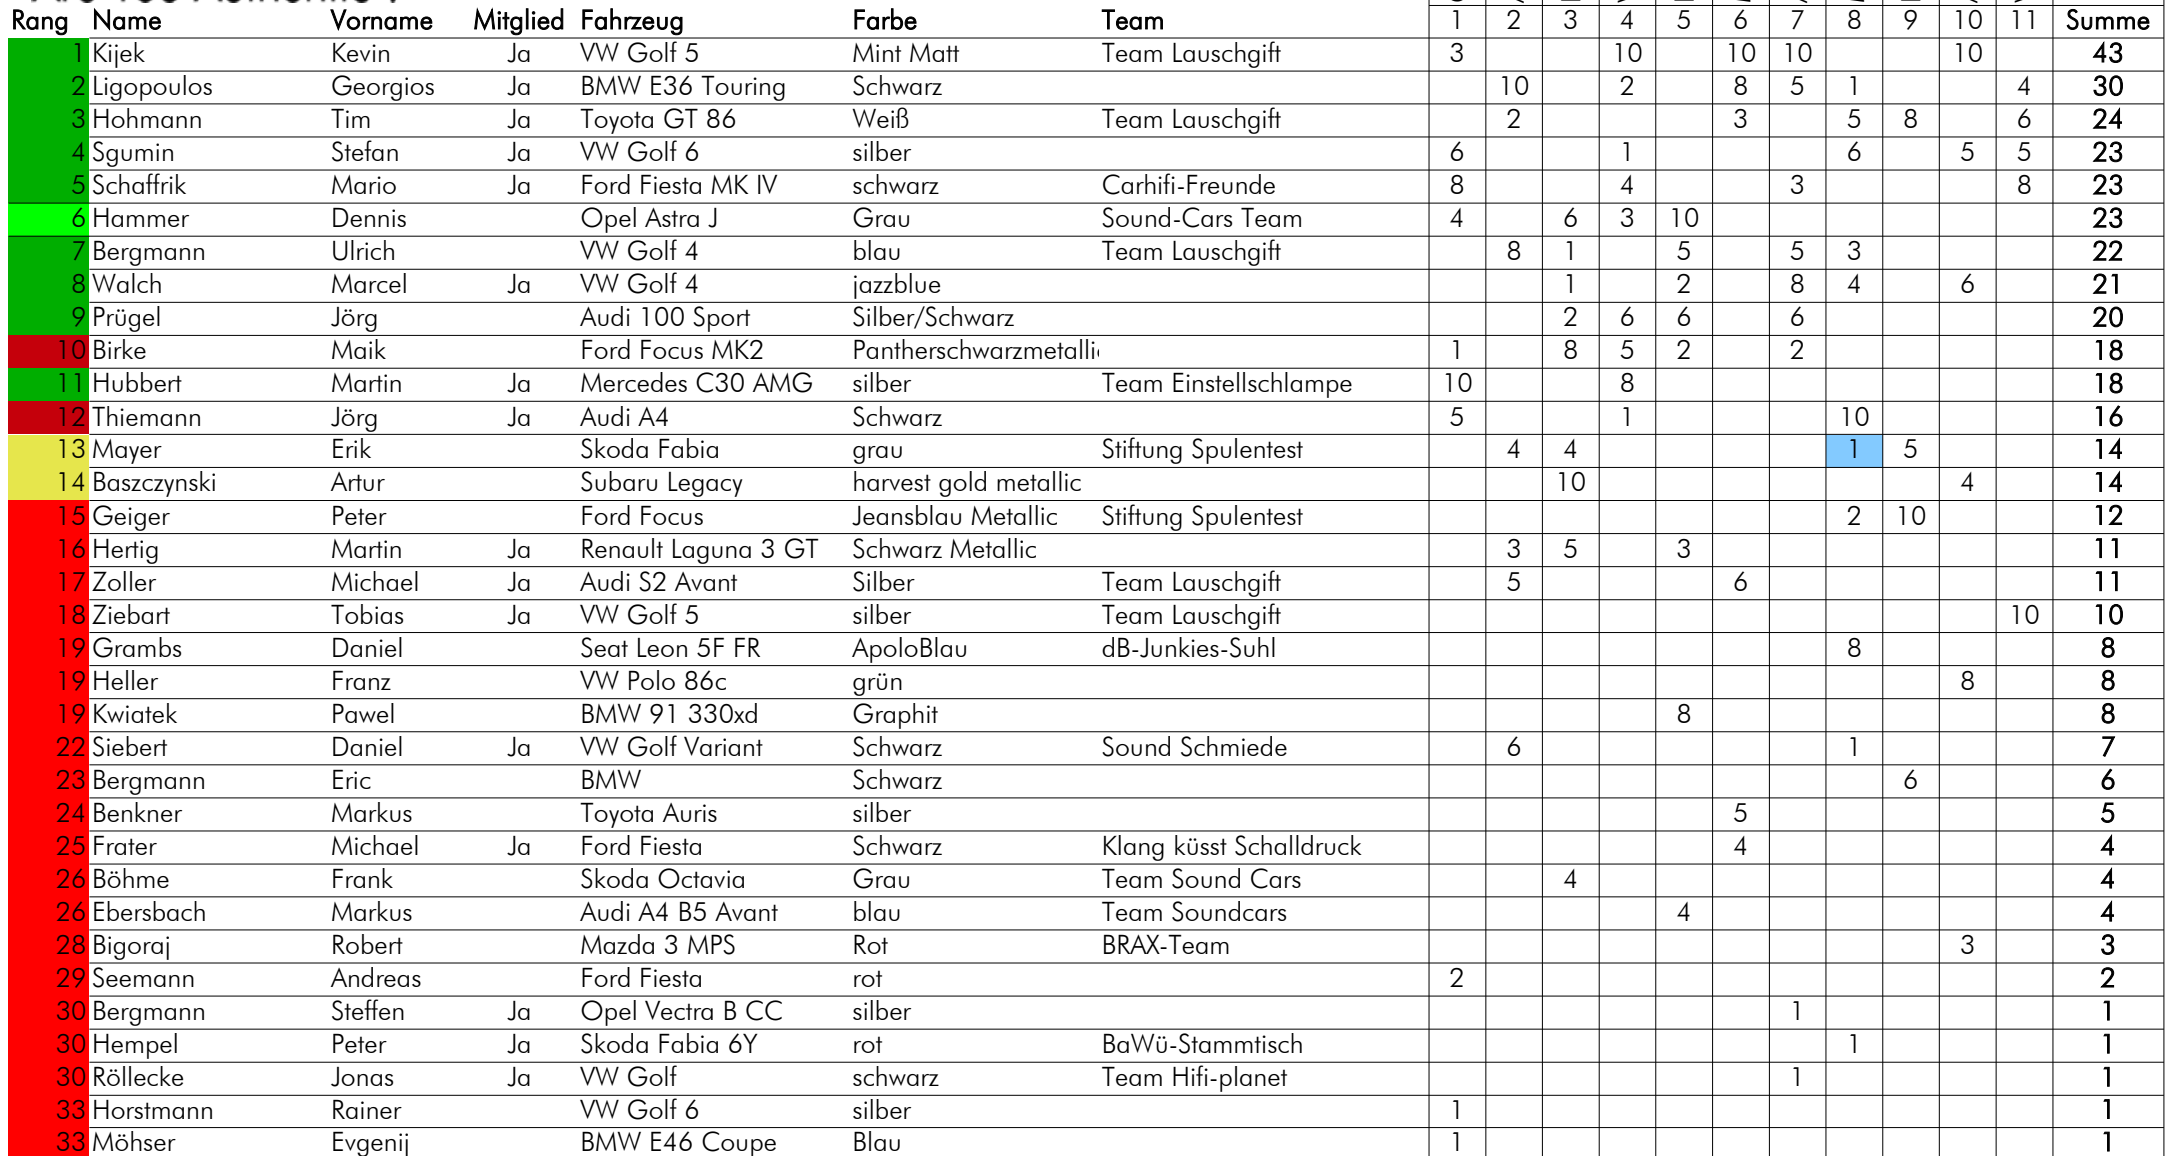 Rang Name Vorname Mitglied Fahrzeug Farbe Team 1 2 3 4 5 6 7 8 9 10 11 Summe
1 Kijek Kevin Ja VW Golf 5 Mint Matt Team Lauschgift 3 10 10 10 10 43
2 Ligopoulos Georgios Ja BMW E36 Touring Schwarz 10 2 8 5 1 4 30
3 Hohmann Tim Ja Toyota GT 86 Weiß Team Lauschgift 2 3 5 8 6 24
4 Sgumin Stefan Ja VW Golf 6 silber 6 1 6 5 5 23
5 Schaffrik Mario Ja Ford Fiesta MK IV schwarz Carhifi-Freunde 8 4 3 8 23
6 Hammer Dennis Opel Astra J Grau Sound-Cars Team 4 6 3 10 23
7 Bergmann Ulrich VW Golf 4 blau Team Lauschgift 8 1 5 5 3 22
8 Walch Marcel Ja VW Golf 4 jazzblue 1 2 8 4 6 21
9 Prügel Jörg Audi 100 Sport Silber/Schwarz 2 6 6 6 20
10 Birke Maik Ford Focus MK2 Pantherschwarzmetalli 1 8 5 2 2 18
11 Hubbert Martin Ja Mercedes C30 AMG silber Team Einstellschlampe 10 8 18
12 Thiemann Jörg Ja Audi A4 Schwarz 5 1 10 16
13 Mayer Erik Skoda Fabia grau Stiftung Spulentest 4 4 1 5 14
14 Baszczynski Artur Subaru Legacy harvest gold metallic 10 4 14
15 Geiger Peter Ford Focus Jeansblau Metallic Stiftung Spulentest 2 10 12
16 Hertig Martin Ja Renault Laguna 3 GT Schwarz Metallic 3 5 3 11
17 Zoller Michael Ja Audi S2 Avant Silber Team Lauschgift 5 6 11
18 Ziebart Tobias Ja VW Golf 5 silber Team Lauschgift 10 10
19 Grambs Daniel Seat Leon 5F FR ApoloBlau dB-Junkies-Suhl 8 8
19 Heller Franz VW Polo 86c grün 8 8
19 Kwiatek Pawel BMW 91 330xd Graphit 8 8
22 Siebert Daniel Ja VW Golf Variant Schwarz Sound Schmiede 6 1 7
23 Bergmann Eric BMW Schwarz 6 6
24 Benkner Markus Toyota Auris silber 5 5
25 Frater Michael Ja Ford Fiesta Schwarz Klang küsst Schalldruck 4 4
26 Böhme Frank Skoda Octavia Grau Team Sound Cars 4 4
26 Ebersbach Markus Audi A4 B5 Avant blau Team Soundcars 4 4
28 Bigoraj Robert Mazda 3 MPS Rot BRAX-Team 3 3
29 Seemann Andreas Ford Fiesta rot 2 2
30 Bergmann Steffen Ja Opel Vectra B CC silber 1 1
30 Hempel Peter Ja Skoda Fabia 6Y rot BaWü-Stammtisch 1 1
30 Röllecke Jonas Ja VW Golf schwarz Team Hifi-planet 1 1
33 Horstmann Rainer VW Golf 6 silber 1 1
33 Möhser Evgenij BMW E46 Coupe Blau 1 1